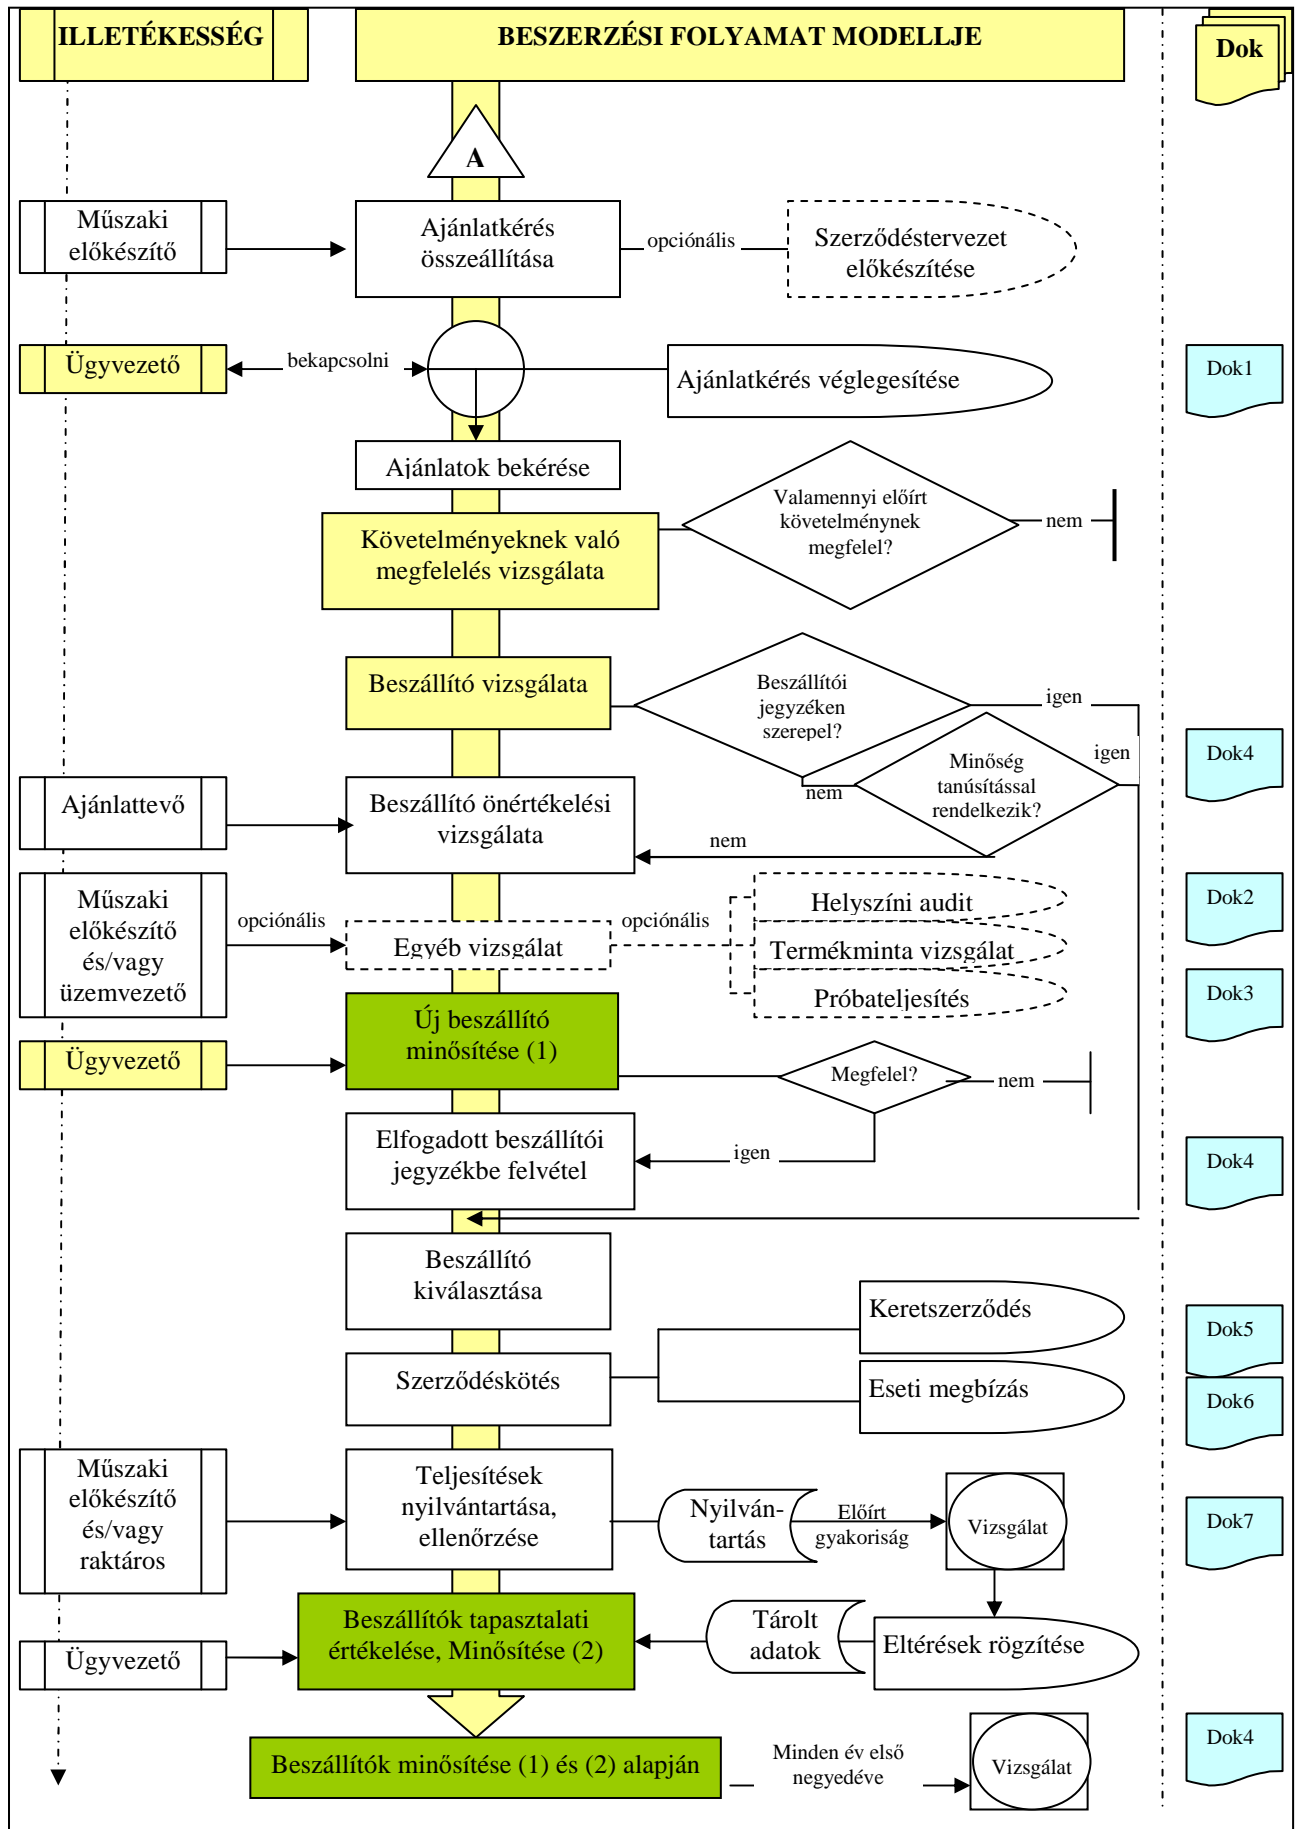 ILLETÉKESSÉG
BESZERZÉSI FOLYAMAT MODELLJE
Dok
A
Műszaki
előkészítő
Ajánlatkérés
összeállítása
opciónális
Szerződéstervezet
előkészítése
Ügyvezető
bekapcsolni
Ajánlatkérés véglegesítése
Dok1
Ajánlatok bekérése
Követelményeknek való
megfelelés vizsgálata
Valamennyi előírt
követelménynek
megfelel?
nem
Beszállító vizsgálata
Beszállítói
jegyzéken
szerepel?
igen
nem
Minőség
tanúsítással
rendelkezik?
igen
Dok4
Ajánlattevő
Beszállító önértékelési
vizsgálata
nem
Műszaki
előkészítő
és/vagy
üzemvezető
opciónális
Egyéb vizsgálat
opciónális
Helyszíni audit
Termékminta vizsgálat
Próbateljesítés
Dok2
Dok3
Ügyvezető
Új beszállító
minősítése (1)
Megfelel?
nem
Elfogadott beszállítói
jegyzékbe felvétel
igen
Dok4
Beszállító
kiválasztása
Szerződéskötés
Keretszerződés
Eseti megbízás
Dok5
Dok6
Műszaki
előkészítő
és/vagy
raktáros
Teljesítések
nyilvántartása,
ellenőrzése
Nyilván-
tartás
Előírt
gyakoriság
Vizsgálat
Dok7
Ügyvezető
Beszállítók tapasztalati
értékelése, Minősítése (2)
Tárolt
adatok
Eltérések rögzítése
Beszállítók minősítése (1) és (2) alapján
Minden év első
negyedéve
Vizsgálat
Dok4